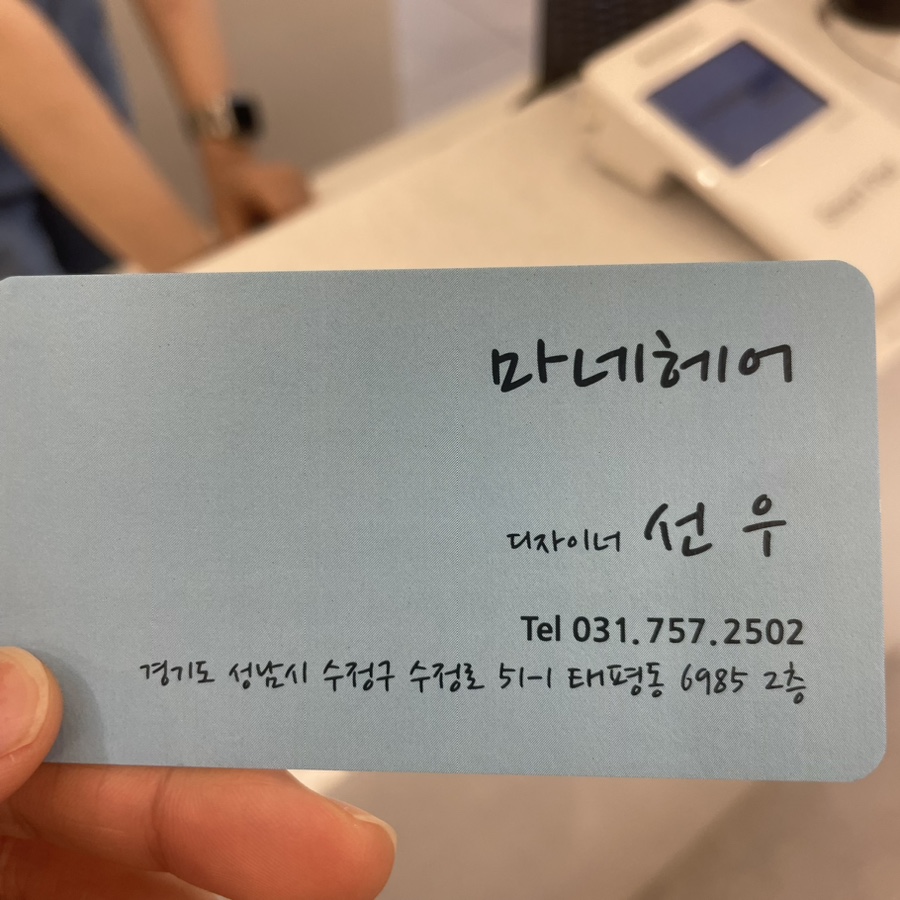 마네헤어
디자이너 선 우
Tel 031.757.2502
경기도 성남시 수정구 수정로 51-1 태평동 6985 2층